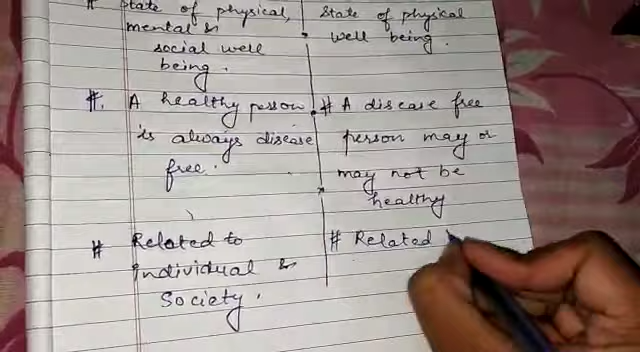 # State of physical,
mental &
social well
being.
State of physical
well being.
#. A healthy person
is always disease
free.
# A disease free
person may or
may not be
healthy
# Related to
individual &
Society.
# Related